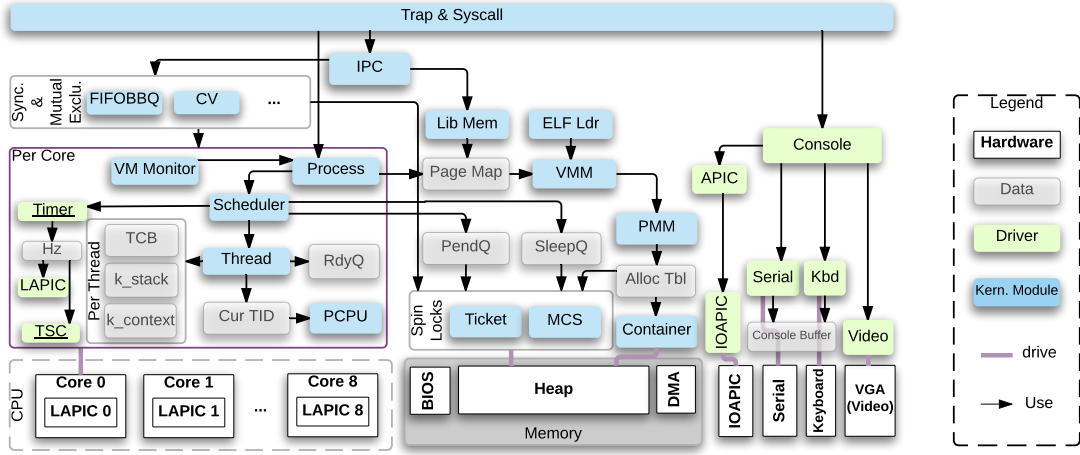 Trap & Syscall
IPC
Sync.
&
Mutual
Exclu.
FIFOBBQ
CV
...
Lib Mem
ELF Ldr
Legend
Hardware
Console
Per Core
VM Monitor
Process
Page Map
VMM
APIC
Data
Timer
Scheduler
PMM
Driver
Hz
LAPIC
TSC
Per Thread
TCB
k_stack
k_context
Thread
RdyQ
Cur TID
PCPU
PendQ
SleepQ
Alloc Tbl
Spin
Locks
Ticket
MCS
Container
IOAPIC
Serial
Kbd
Console Buffer
Video
Kern. Module
drive
Use
CPU
Core 0
LAPIC 0
Core 1
LAPIC 1
...
Core 8
LAPIC 8
BIOS
Heap
DMA
Memory
IOAPIC
Serial
Keyboard
VGA
(Video)